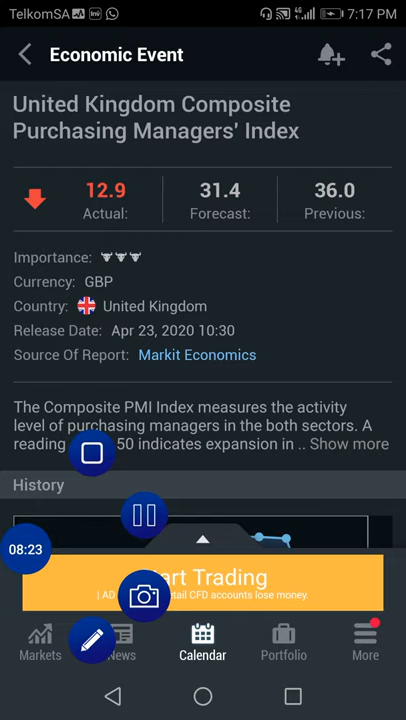 TelkomSA
7:17 PM
Economic Event
United Kingdom Composite
Purchasing Managers' Index
12.9
Actual:
31.4
Forecast:
36.0
Previous:
Importance:
Currency: GBP
Country: United Kingdom
Release Date: Apr 23, 2020 10:30
Source Of Report: Markit Economics
The Composite PMI Index measures the activity
level of purchasing managers in the both sectors. A
reading 50 indicates expansion in .. Show more
History
08:23
Trading
| AD etail CFD accounts lose money.
Markets
News
Calendar
Portfolio
More